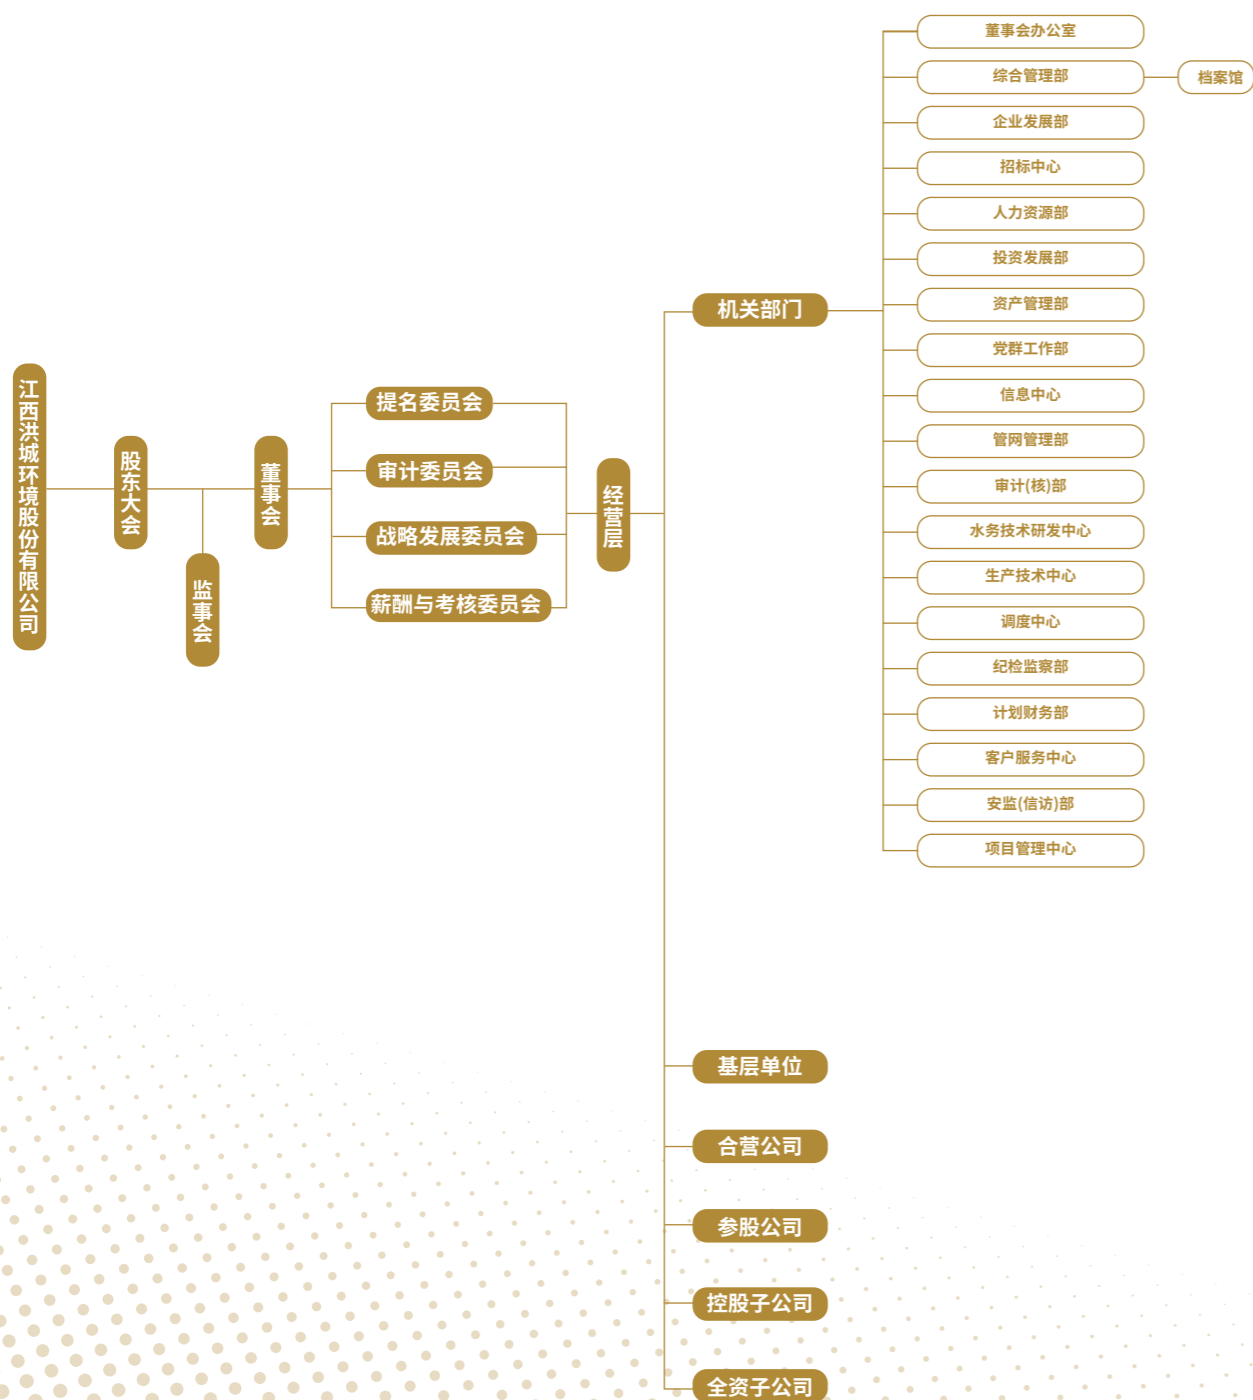 江西洪城环境股份有限公司
股东大会
监事会
董事会
提名委员会
审计委员会
战略发展委员会
薪酬与考核委员会
经营层
机关部门
董事会办公室
综合管理部
档案馆
企业发展部
招标中心
人力资源部
投资发展部
资产管理部
党群工作部
信息中心
管网管理部
审计(核)部
水务技术研发中心
生产技术中心
调度中心
纪检监察部
计划财务部
客户服务中心
安监(信访)部
项目管理中心
基层单位
合营公司
参股公司
控股子公司
全资子公司